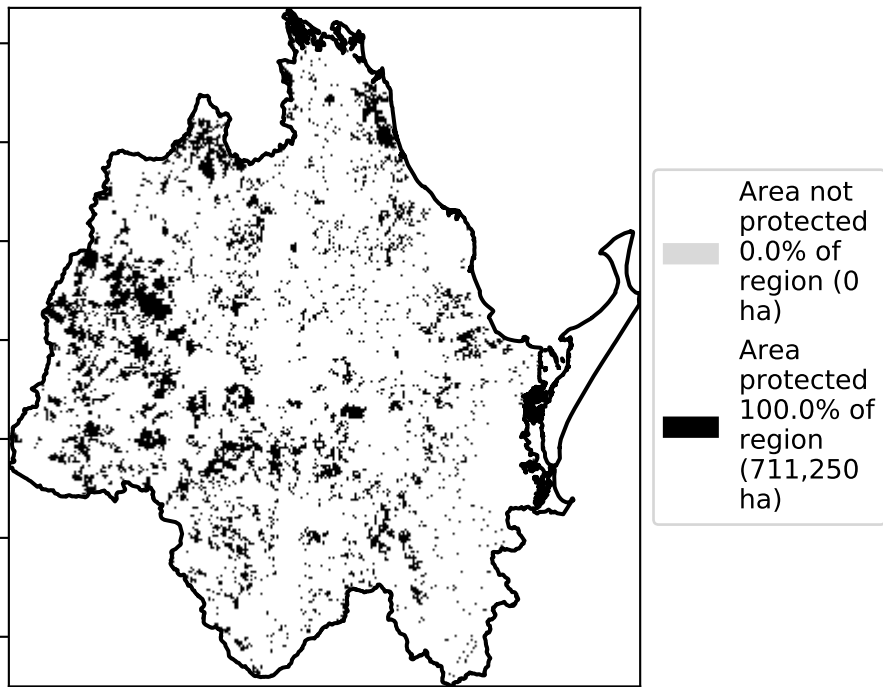 Area not
protected
0.0% of
region (0
ha)
Area
protected
100.0% of
region
(711,250
ha)